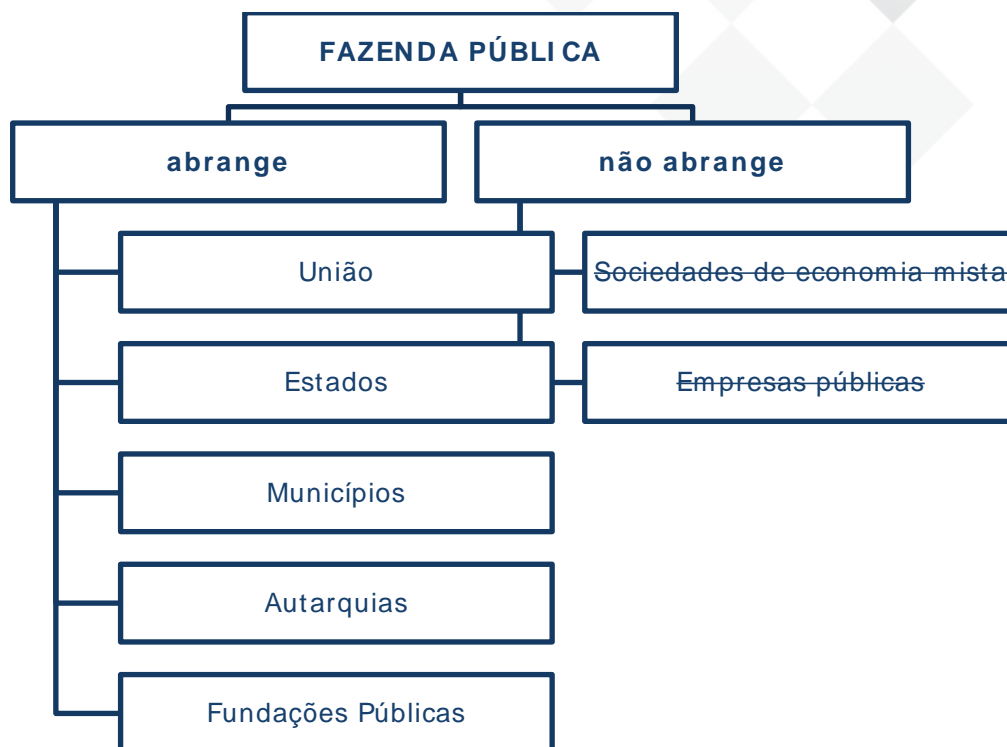 FAZENDA PÚBLICA
abrange
não abrange
União
Sociedades de economia mista
Estados
Empresas públicas
Municípios
Autarquias
Fundações Públicas